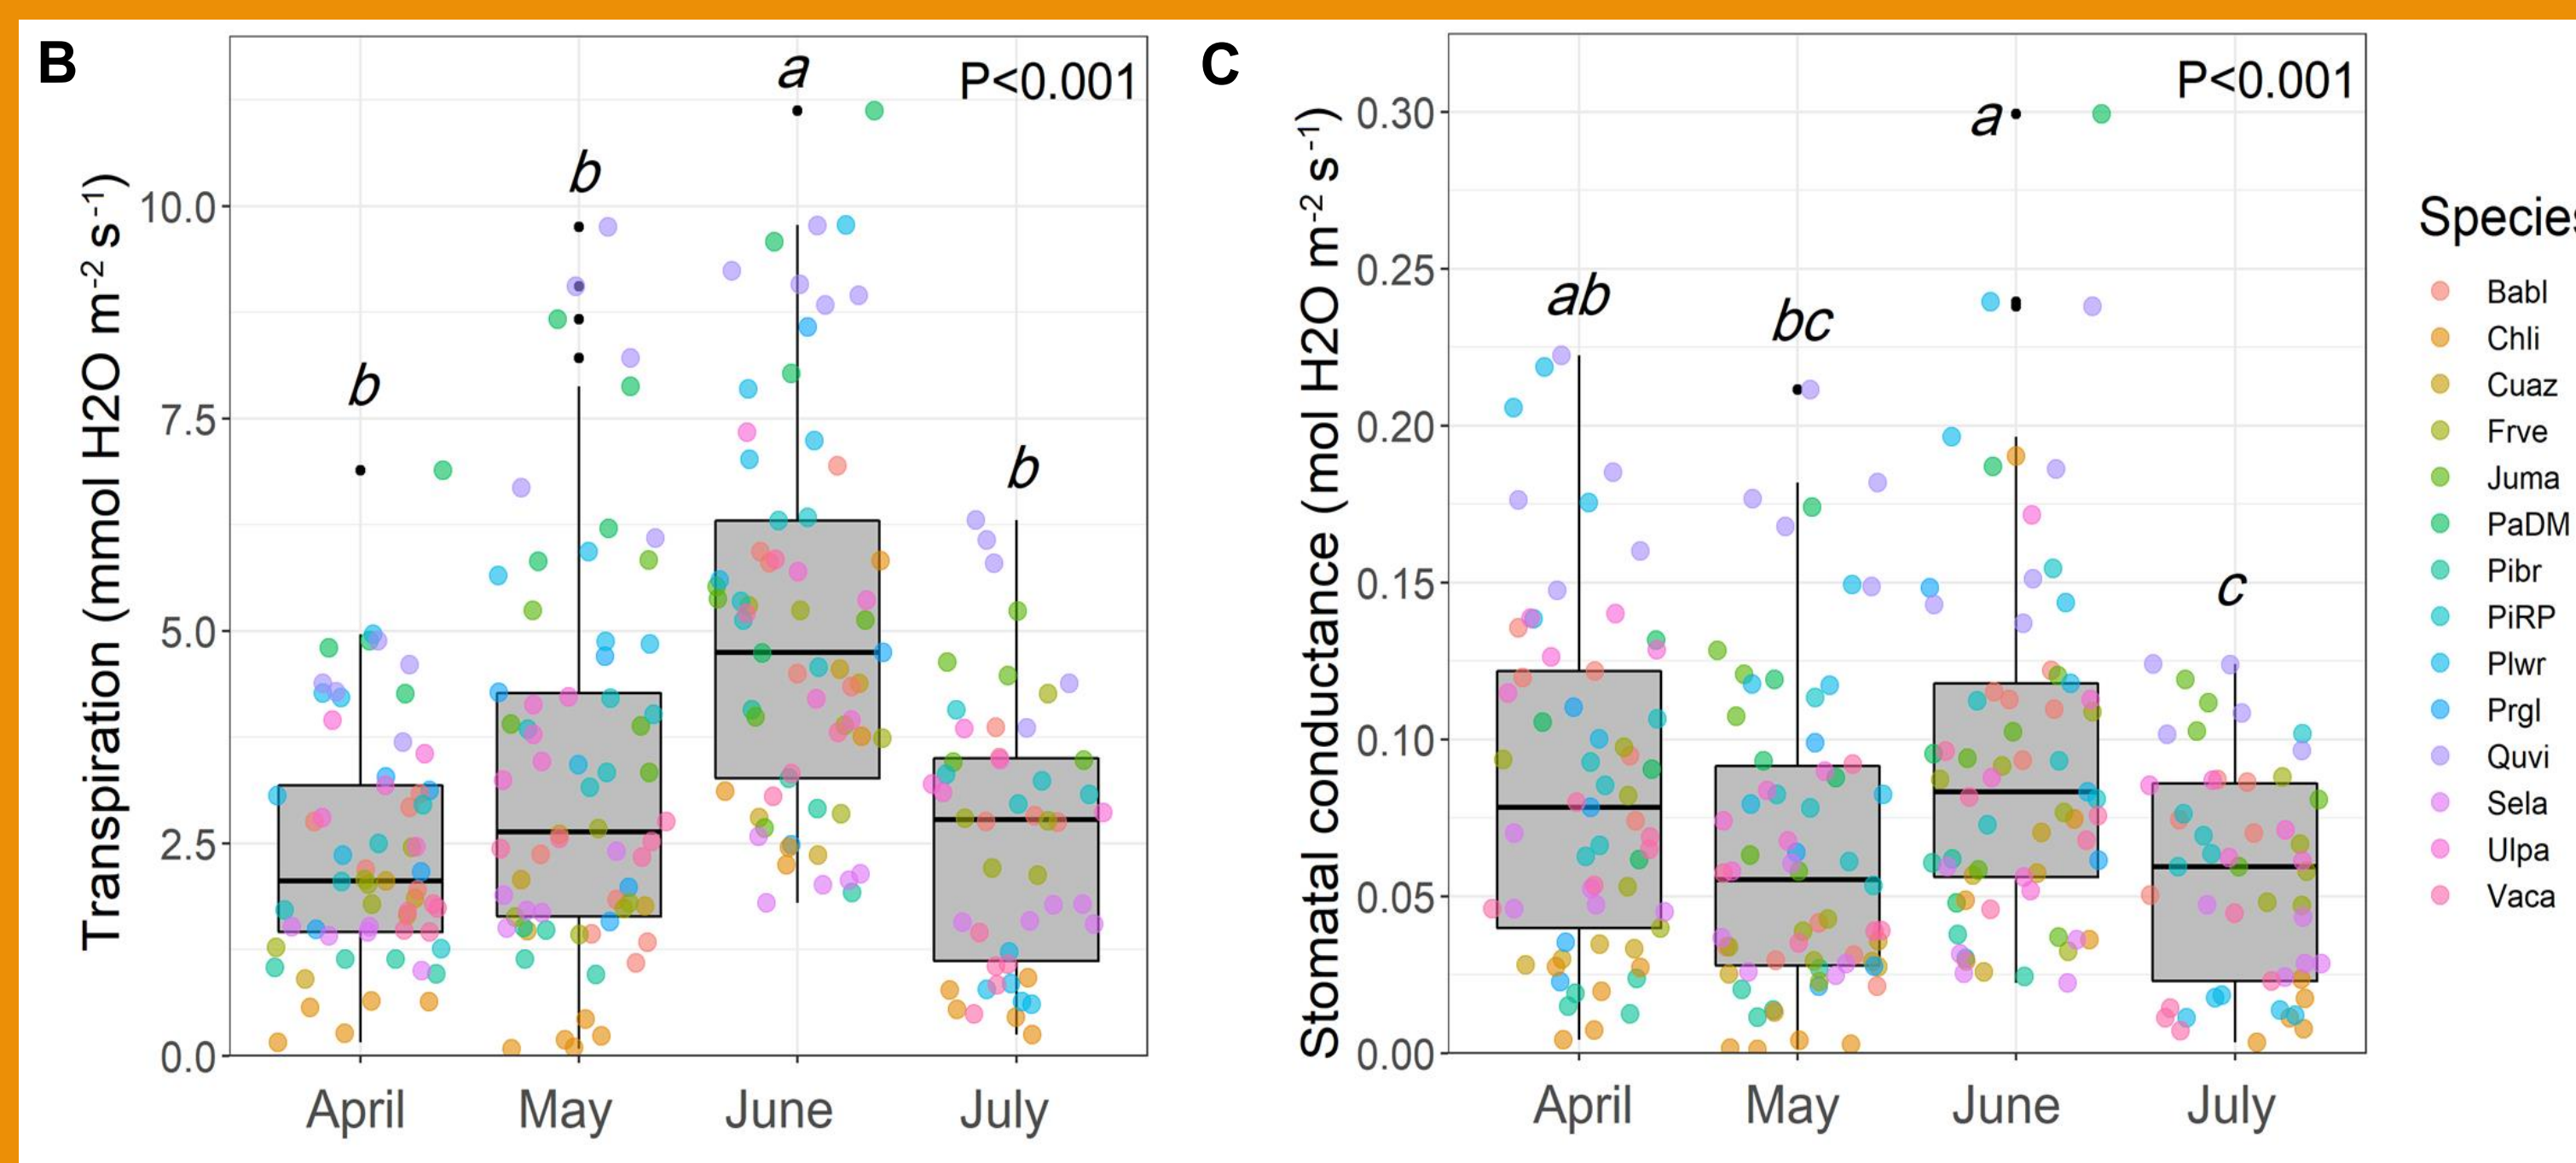 B
Transpiration (mmol H2O m⁻² s⁻¹)
10.0
7.5
5.0
2.5
0.0
b
b
a
b
P<0.001
April May June July
C
Stomatal conductance (mol H2O m⁻² s⁻¹)
0.30
0.25
0.20
0.15
0.10
0.05
0.00
ab
bc
a
c
P<0.001
April May June July
Species
Babl
Chli
Cuaz
Frve
Juma
PaDM
Pibr
PiRP
Plwr
Prgl
Quvi
Sela
Ulpa
Vaca